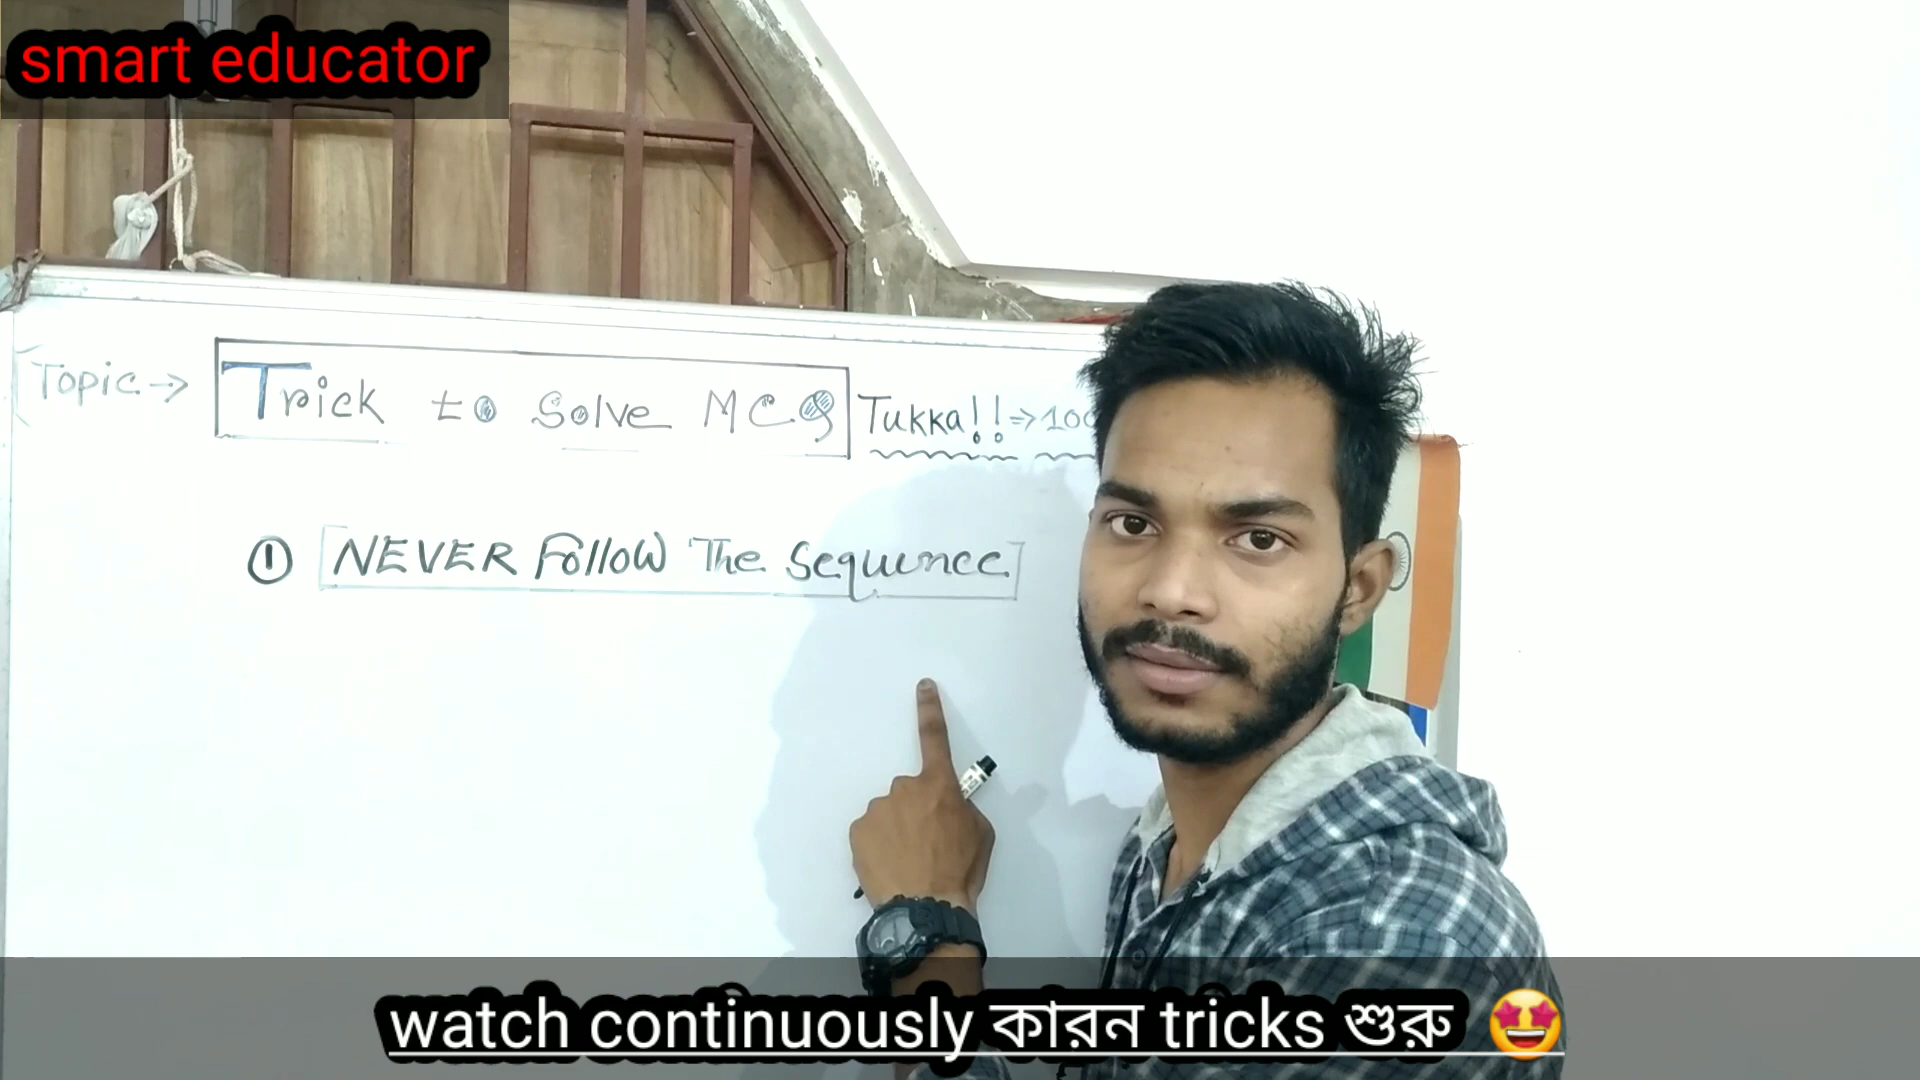 smart educator
Topic → Trick to Solve MCQ Tukka!! ⇒ 100
① NEVER Follow The Sequence
watch continuously কারন tricks শুরু 🤩